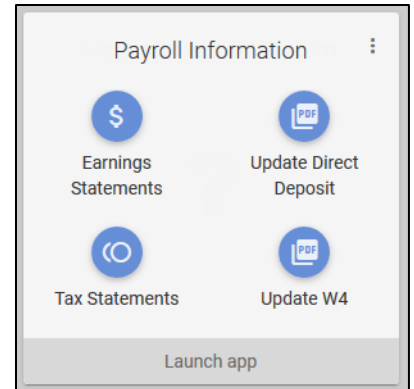 Payroll Information
$
PDF
Earnings
Statements
Update Direct
Deposit
PDF
Tax Statements
Update W4
Launch app